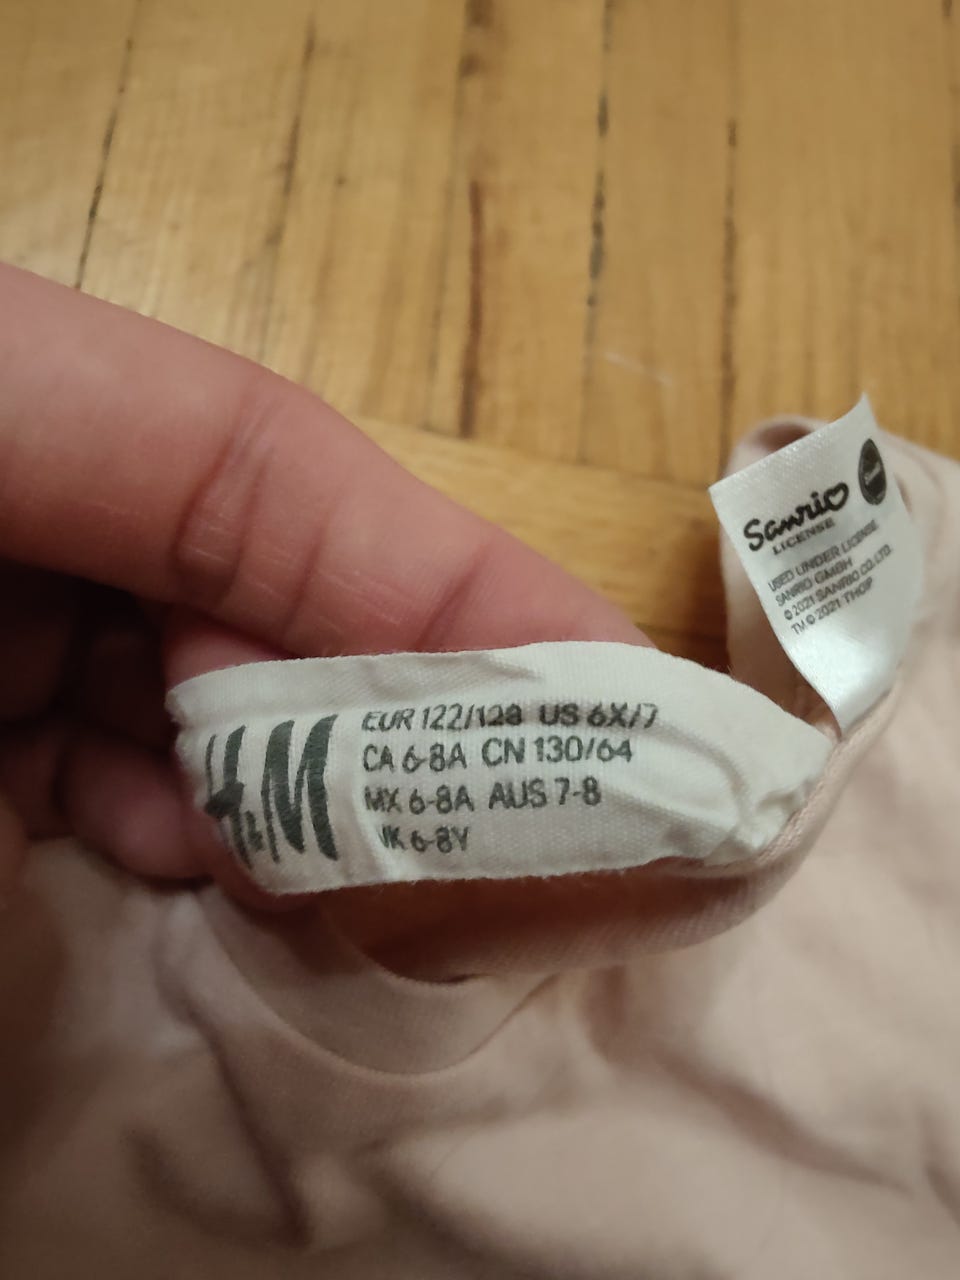 H&M
EUR 122/128 US 6X/7
CA 6-8A CN 130/64
MX 6-8A AUS 7-8
UK 6-8Y
Sanrio
LICENSE
USED UNDER LICENSE
SANRIO GMBH
© 2021 SANRIO CO. LTD.
TM © 2021